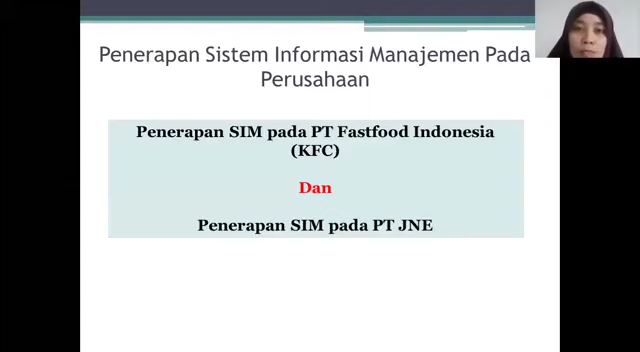 Penerapan Sistem Informasi Manajemen Pada
Perusahaan
Penerapan SIM pada PT Fastfood Indonesia
(KFC)
Dan
Penerapan SIM pada PT JNE